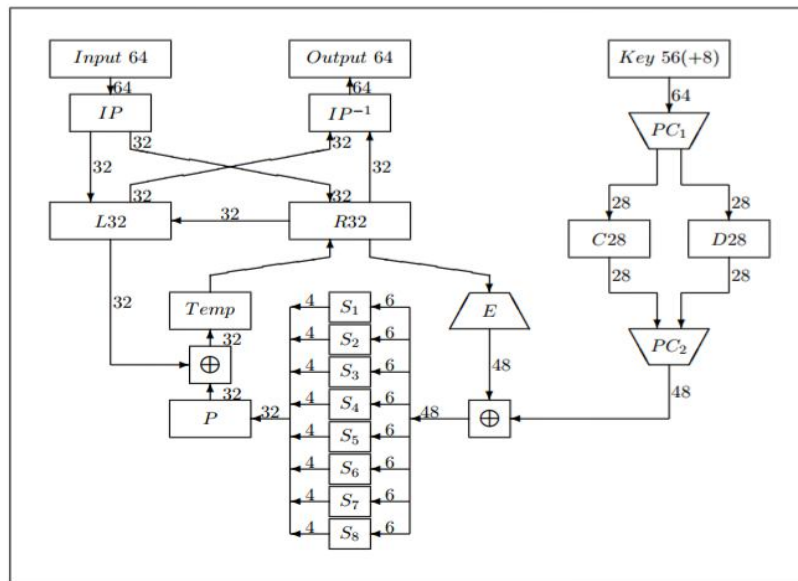 Input 64 Output 64 Key 56(+8)
64 64 64
IP IP⁻¹ PC₁
32 32 32 32 32
32 32
28 28
L32 32 R32 C28 D28
28 28
32
Temp 4 S₁ 6 E
32 4 S₂ 6 PC₂
⊕ 4 S₃ 6 48
32 4 S₄ 6 48
P 32 48 ⊕
4 S₅ 6
4 S₆ 6
4 S₇ 6
4 S₈ 6